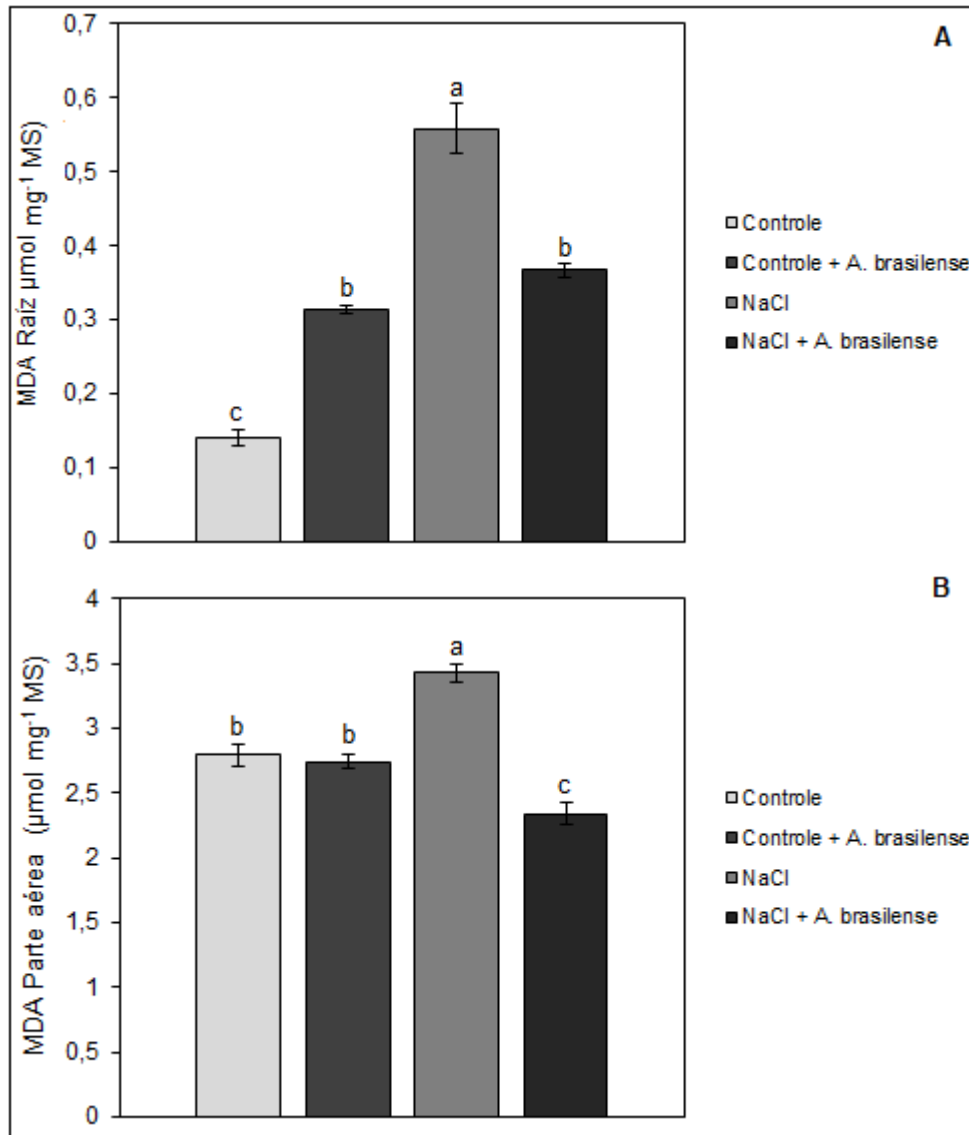 A
MDA Raíz µmol mg-1 MS
0,7
0,6
0,5
0,4
0,3
0,2
0,1
0
c
b
a
b
Controle
Controle + A. brasilense
NaCl
NaCl + A. brasilense
B
MDA Parte aérea (µmol mg-1 MS)
4
3,5
3
2,5
2
1,5
1
0,5
0
b
b
a
c
Controle
Controle + A. brasilense
NaCl
NaCl + A. brasilense